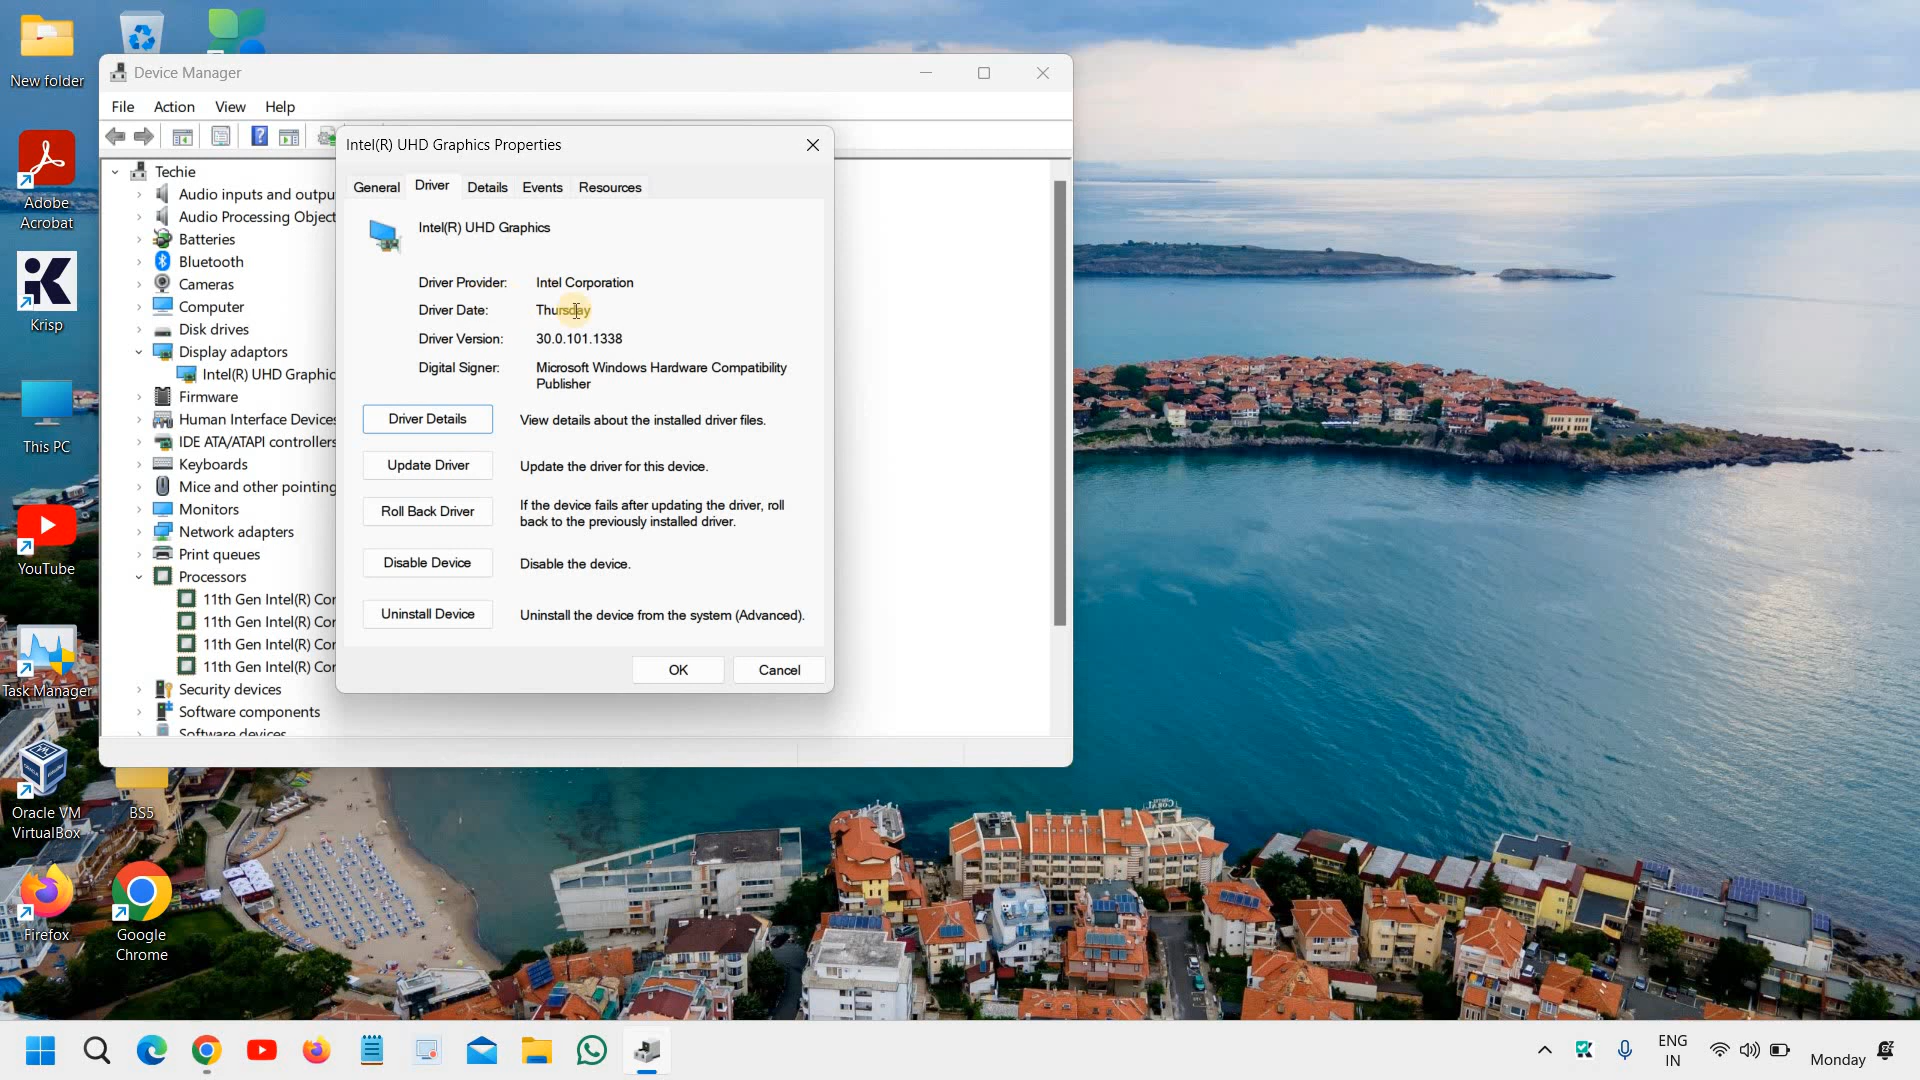 New folder
Adobe
Acrobat
Krisp
This PC
YouTube
Task Manager
Oracle VM
VirtualBox
BS5
Firefox
Google
Chrome
Device Manager
File Action View Help
Techie
Audio inputs and outpu
Audio Processing Object
Batteries
Bluetooth
Cameras
Computer
Disk drives
Display adaptors
Intel(R) UHD Graphic
Firmware
Human Interface Devices
IDE ATA/ATAPI controllers
Keyboards
Mice and other pointing
Monitors
Network adapters
Print queues
Processors
11th Gen Intel(R) Cor
11th Gen Intel(R) Cor
11th Gen Intel(R) Cor
11th Gen Intel(R) Cor
Security devices
Software components
Software devices
Intel(R) UHD Graphics Properties
General Driver Details Events Resources
Intel(R) UHD Graphics
Driver Provider: Intel Corporation
Driver Date: Thursday
Driver Version: 30.0.101.1338
Digital Signer: Microsoft Windows Hardware Compatibility
Publisher
Driver Details View details about the installed driver files.
Update Driver Update the driver for this device.
Roll Back Driver If the device fails after updating the driver, roll
back to the previously installed driver.
Disable Device Disable the device.
Uninstall Device Uninstall the device from the system (Advanced).
OK Cancel
ENG
IN
Monday